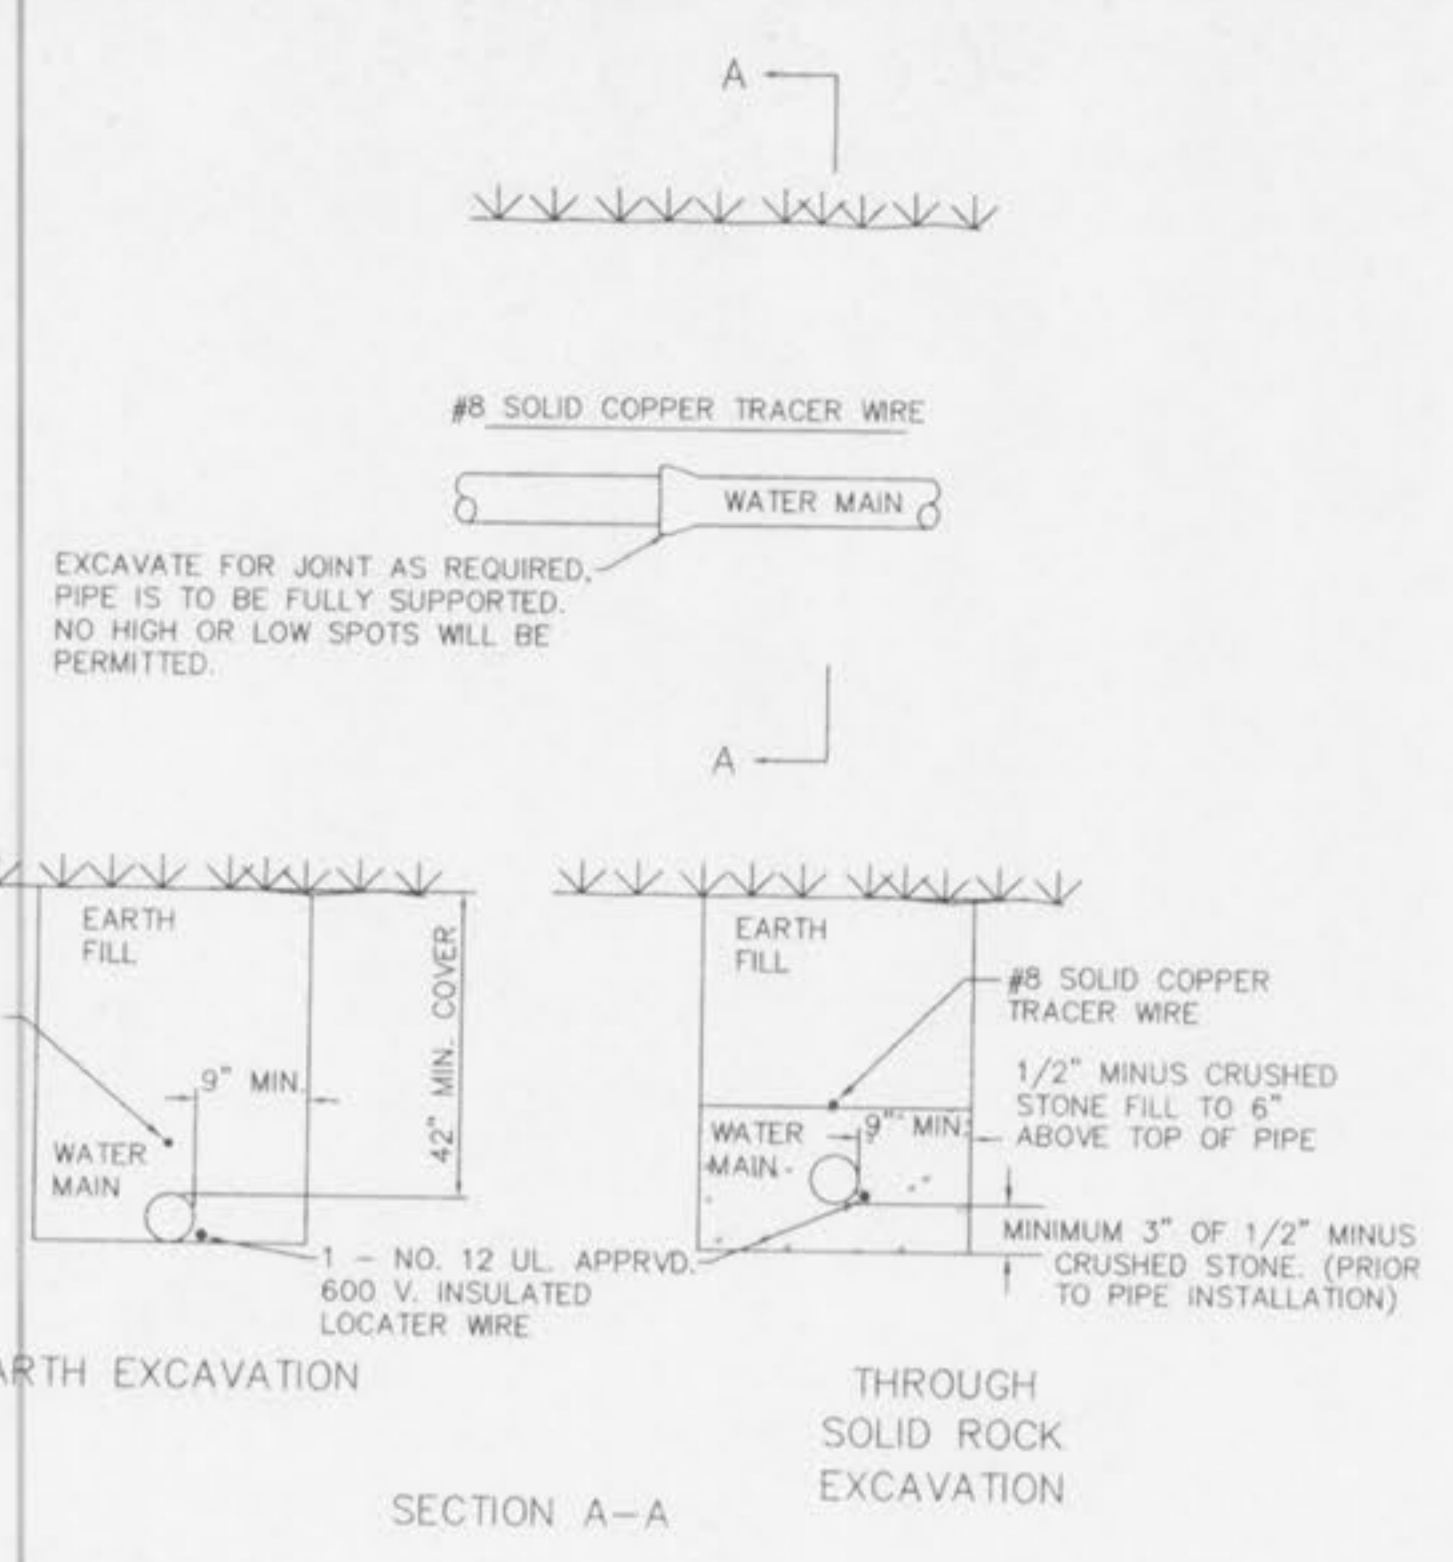 A
#8 SOLID COPPER TRACER WIRE
WATER MAIN
EXCAVATE FOR JOINT AS REQUIRED.
PIPE IS TO BE FULLY SUPPORTED.
NO HIGH OR LOW SPOTS WILL BE
PERMITTED.
A
EARTH
FILL
9" MIN.
42" MIN. COVER
WATER
MAIN
EARTH
FILL
#8 SOLID COPPER
TRACER WIRE
1/2" MINUS CRUSHED
STONE FILL TO 6"
ABOVE TOP OF PIPE
WATER
MAIN
9" MIN.
MINIMUM 3" OF 1/2" MINUS
CRUSHED STONE. (PRIOR
TO PIPE INSTALLATION)
1 - NO. 12 UL. APPRVD.
600 V. INSULATED
LOCATER WIRE
ARTH EXCAVATION
THROUGH
SOLID ROCK
EXCAVATION
SECTION A-A